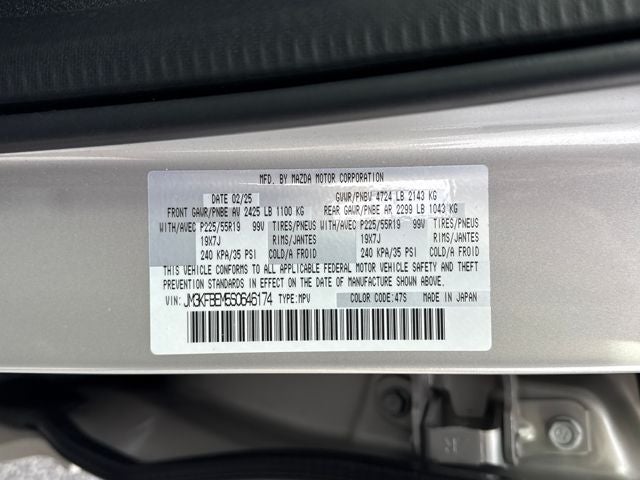 MFD. BY MAZDA MOTOR CORPORATION
DATE 02/25 GVWR/PNBV 4724 LB 2143 KG
FRONT GAWR/PNBE AV 2425 LB 1100 KG REAR GAWR/PNBE AR 2299 LB 1043 KG
WITH/AVEC P225/55R19 99V TIRES/PNEUS WITH/AVEC P225/55R19 99V TIRES/PNEUS
19X7J RIMS/JANTES 19X7J RIMS/JANTES
240 KPA/35 PSI COLD/A FROID 240 KPA/35 PSI COLD/A FROID
THIS VEHICLE CONFORMS TO ALL APPLICABLE FEDERAL MOTOR VEHICLE SAFETY AND THEFT
PREVENTION STANDARDS IN EFFECT ON THE DATE OF MANUFACTURE SHOWN ABOVE.
VIN: JM3KFBEM5S0646174 TYPE:MPV COLOR CODE:47S MADE IN JAPAN